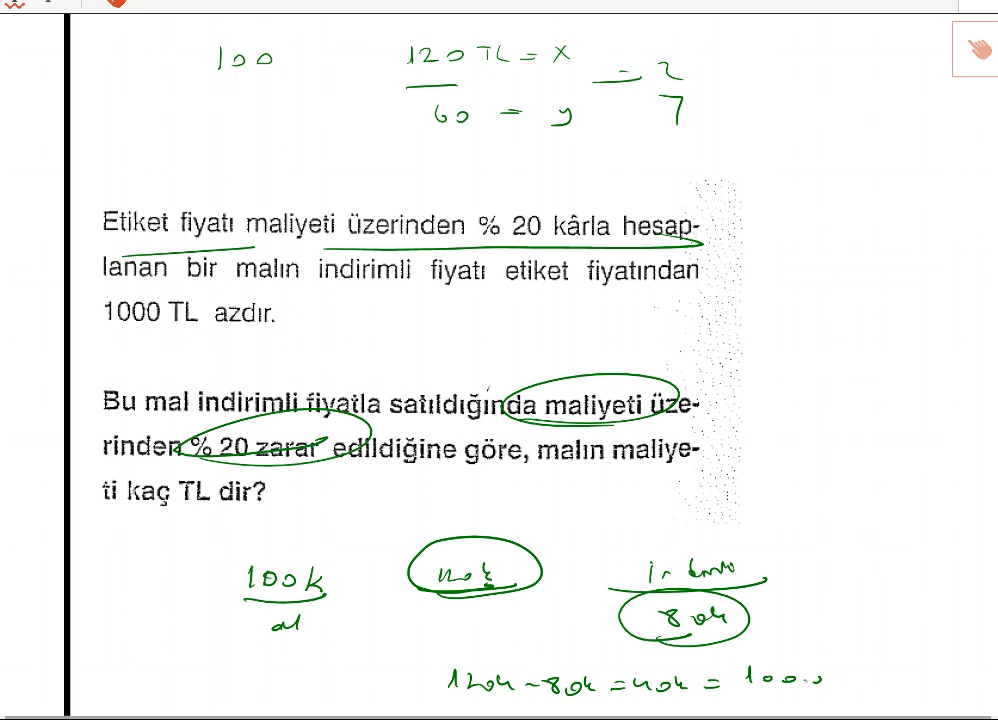 100 120 TL = x
60 = y = 2
7
Etiket fiyatı maliyeti üzerinden % 20 kârla hesap-
lanan bir malın indirimli fiyatı etiket fiyatından
1000 TL azdır.
Bu mal indirimli fiyatla satıldığında maliyeti üze-
rinden % 20 zarar edildiğine göre, malın maliye-
ti kaç TL dir?
100k 120k
80k
120k - 80k = 40k = 1000